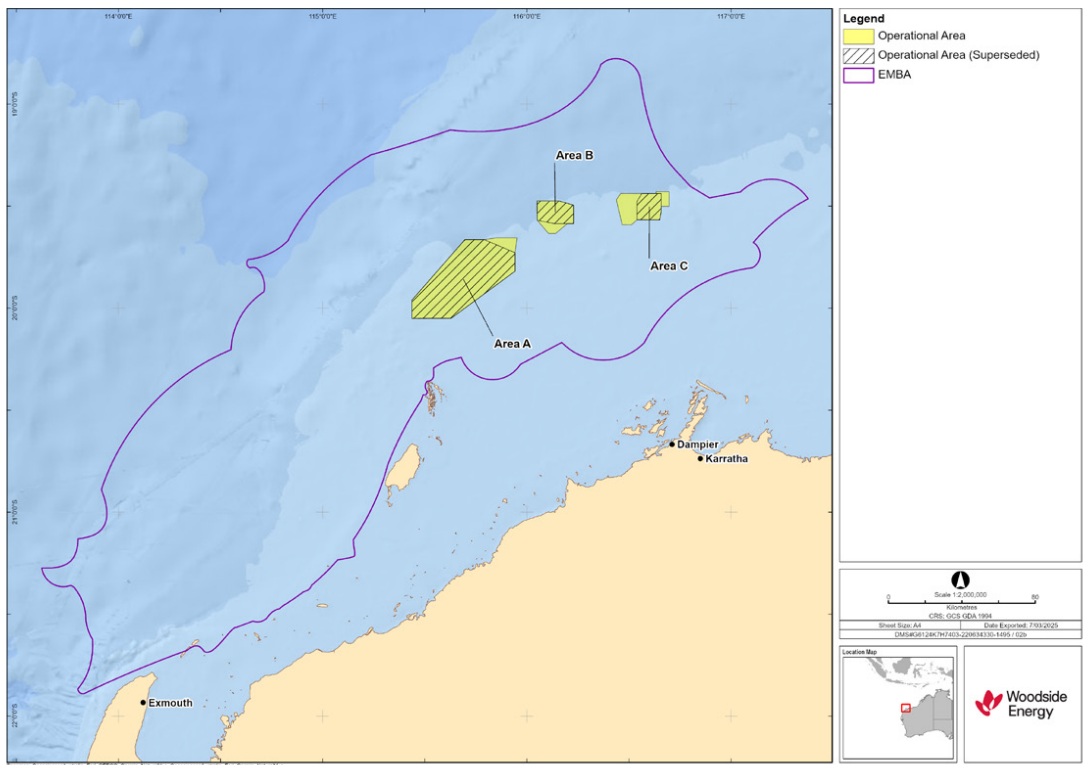 114°0'0"E
115°0'0"E
116°0'0"E
117°0'0"E
19°0'0"S
20°0'0"S
21°0'0"S
22°0'0"S
Area B
Area C
Area A
Dampier
Karratha
Exmouth
Legend
Operational Area
Operational Area (Superseded)
EMBA
Scale 1:2,000,000
0
80
Kilometres
CRS: GCS GDA 1994
Sheet Size: A4
Date Exported: 7/03/2025
Location Map
Woodside
Energy